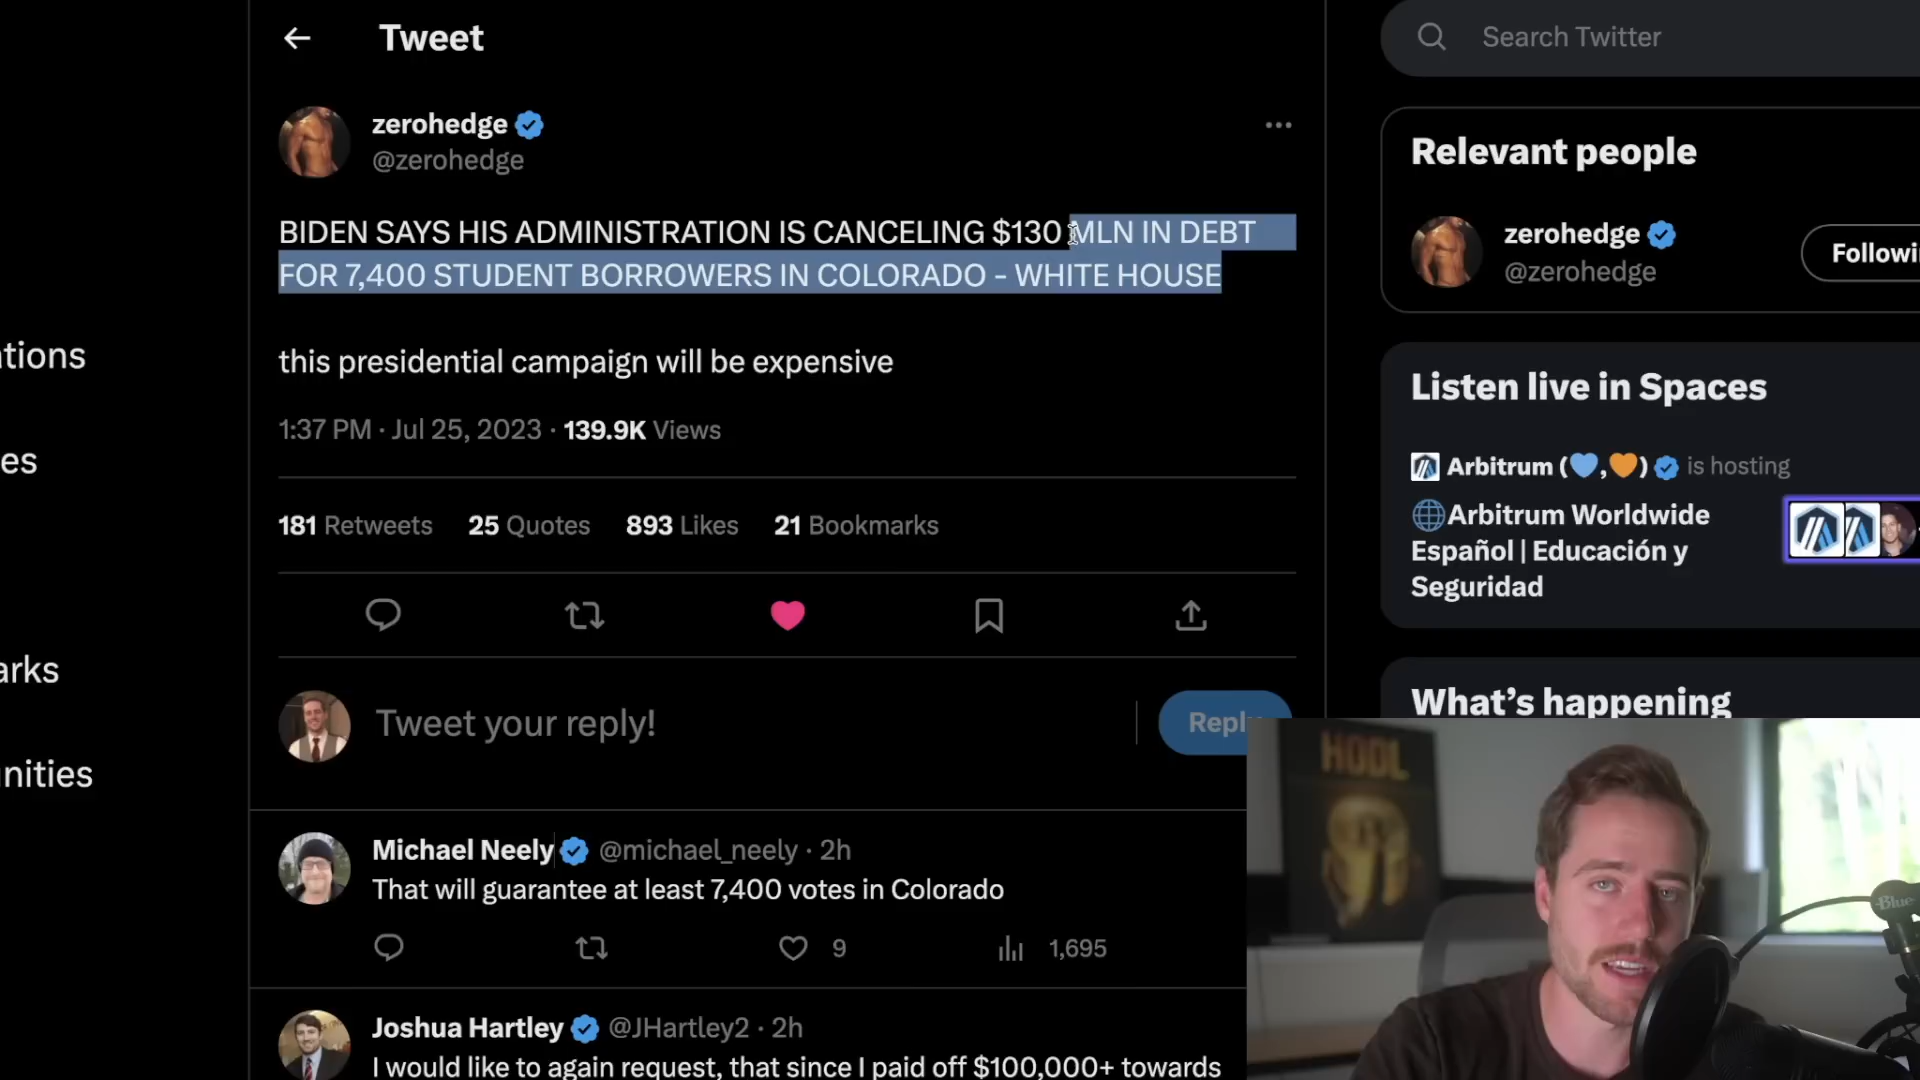 Tweet
Search Twitter
zerohedge
@zerohedge
BIDEN SAYS HIS ADMINISTRATION IS CANCELING $130 MLN IN DEBT
FOR 7,400 STUDENT BORROWERS IN COLORADO - WHITE HOUSE
this presidential campaign will be expensive
1:37 PM · Jul 25, 2023 · 139.9K Views
181 Retweets 25 Quotes 893 Likes 21 Bookmarks
Tweet your reply!
Repl
Michael Neely @michael_neely · 2h
That will guarantee at least 7,400 votes in Colorado
9 1,695
Joshua Hartley @JHartley2 · 2h
I would like to again request, that since I paid off $100,000+ towards
tions
es
arks
nities
Relevant people
zerohedge
@zerohedge
Followi
Listen live in Spaces
Arbitrum (💙,🧡) is hosting
🌐Arbitrum Worldwide
Español | Educación y
Seguridad
What's happening
HODL
Blue